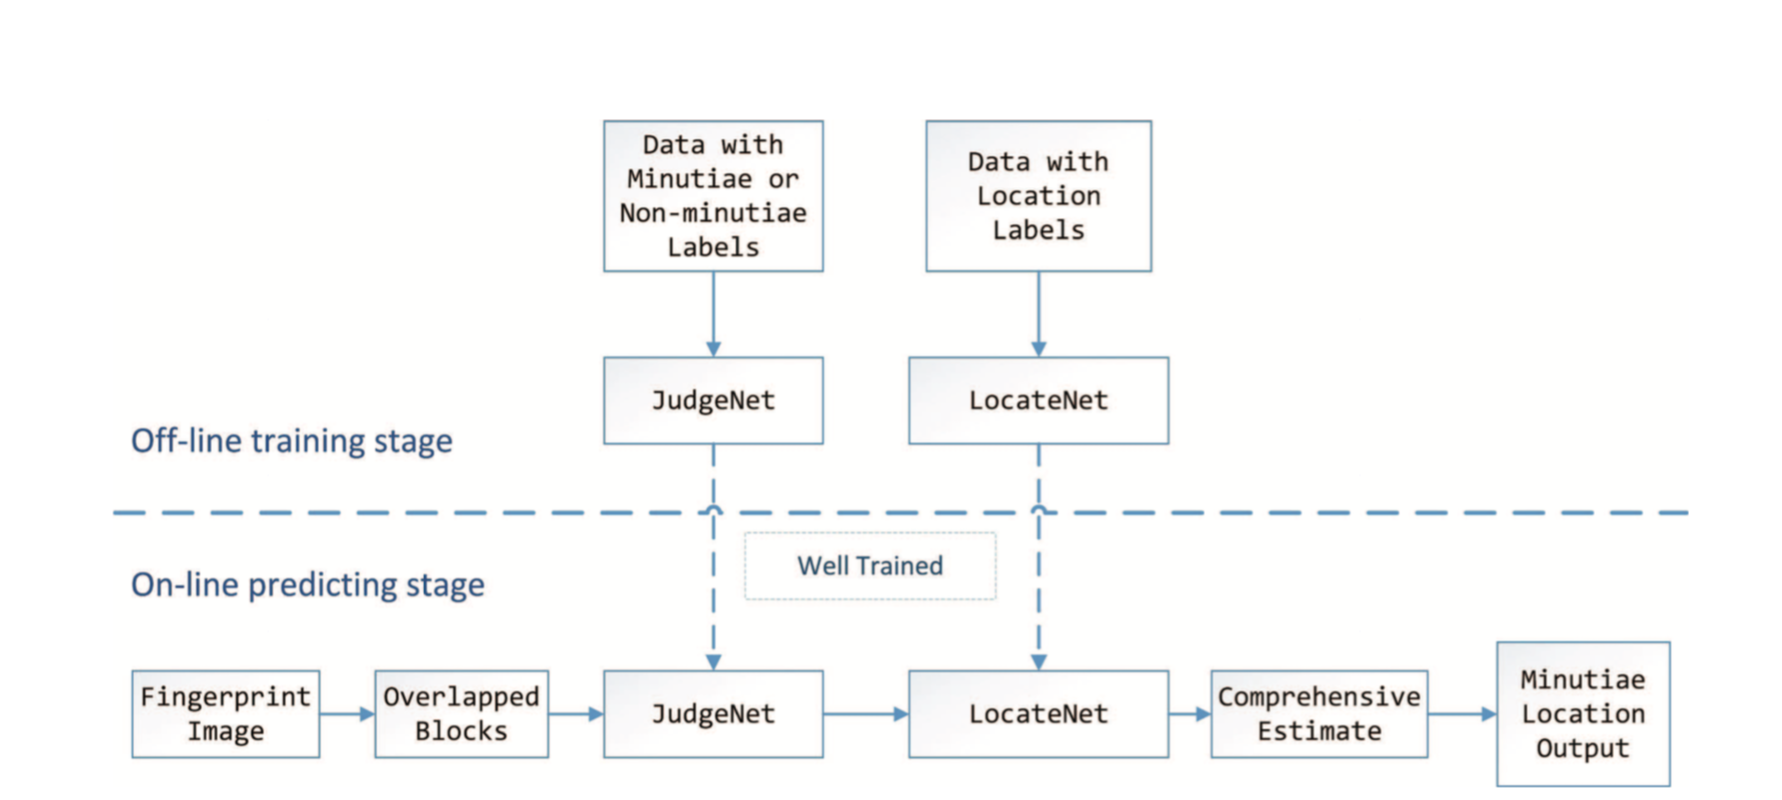 Data with
Minutiae or
Non-minutiae
Labels
Data with
Location
Labels
JudgeNet
LocateNet
Off-line training stage
Well Trained
On-line predicting stage
Fingerprint
Image
Overlapped
Blocks
JudgeNet
LocateNet
Comprehensive
Estimate
Minutiae
Location
Output